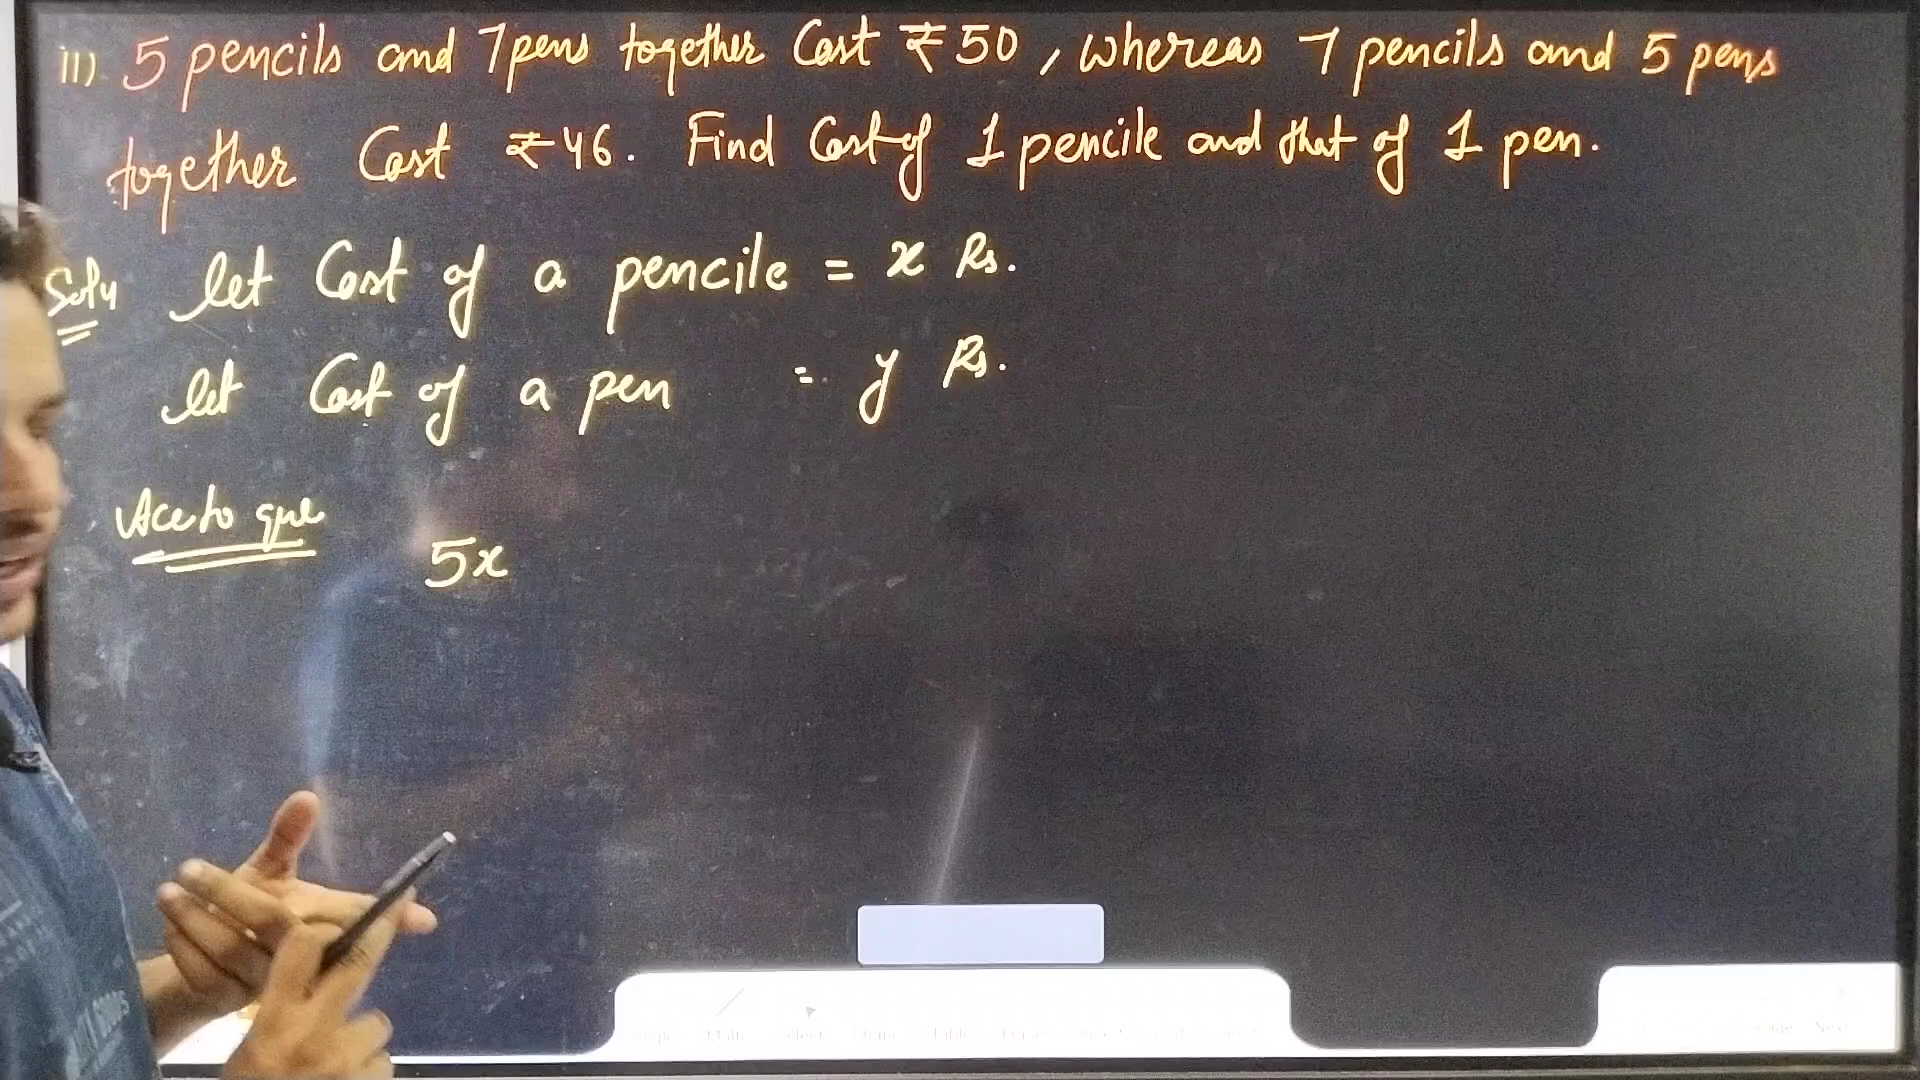 ii) 5 pencils and 7 pens together Cost ₹50, whereas 7 pencils and 5 pens
together Cost ₹46. Find Cost of 1 pencile and that of 1 pen.
Soln let Cost of a pencile = x Rs.
let Cost of a pen = y Rs.
Acc to que
5x
Next